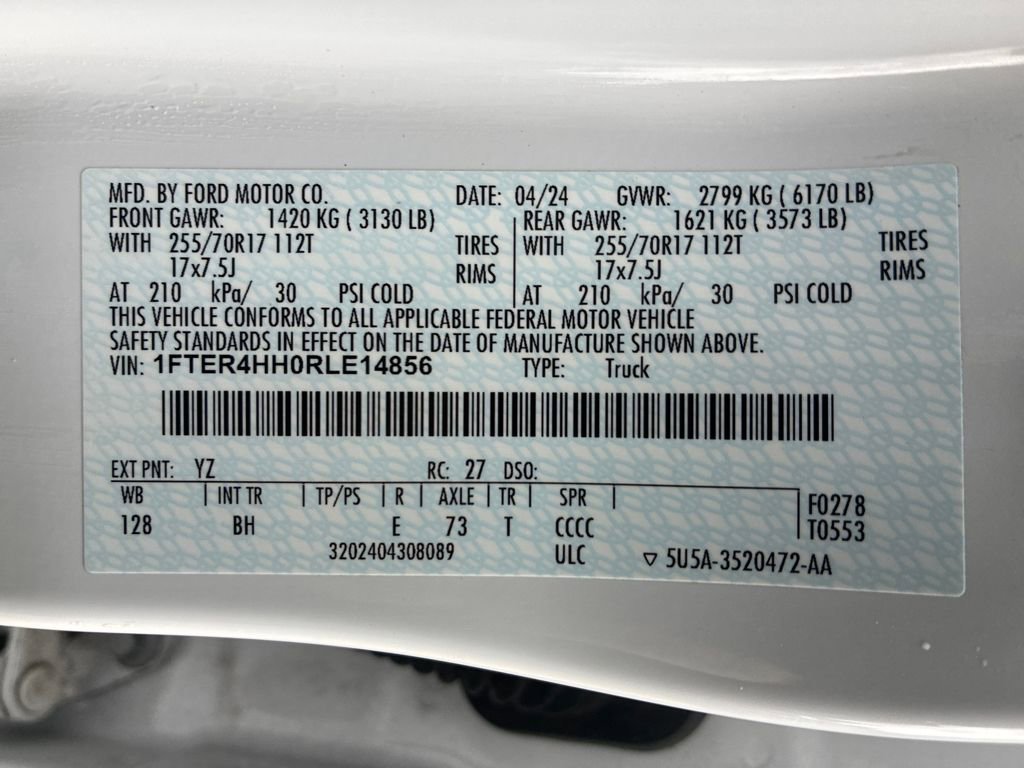 MFD. BY FORD MOTOR CO. DATE: 04/24 GVWR: 2799 KG ( 6170 LB)
FRONT GAWR: 1420 KG ( 3130 LB) REAR GAWR: 1621 KG ( 3573 LB)
WITH 255/70R17 112T TIRES WITH 255/70R17 112T TIRES
17x7.5J RIMS 17x7.5J RIMS
AT 210 kPa/ 30 PSI COLD AT 210 kPa/ 30 PSI COLD
THIS VEHICLE CONFORMS TO ALL APPLICABLE FEDERAL MOTOR VEHICLE
SAFETY STANDARDS IN EFFECT ON THE DATE OF MANUFACTURE SHOWN ABOVE.
VIN: 1FTER4HH0RLE14856 TYPE: Truck
EXT PNT: YZ RC: 27 DSO:
WB INT TR TP/PS R AXLE TR SPR F0278
128 BH E 73 T CCCC T0553
3202404308089 ULC ▽ 5U5A-3520472-AA